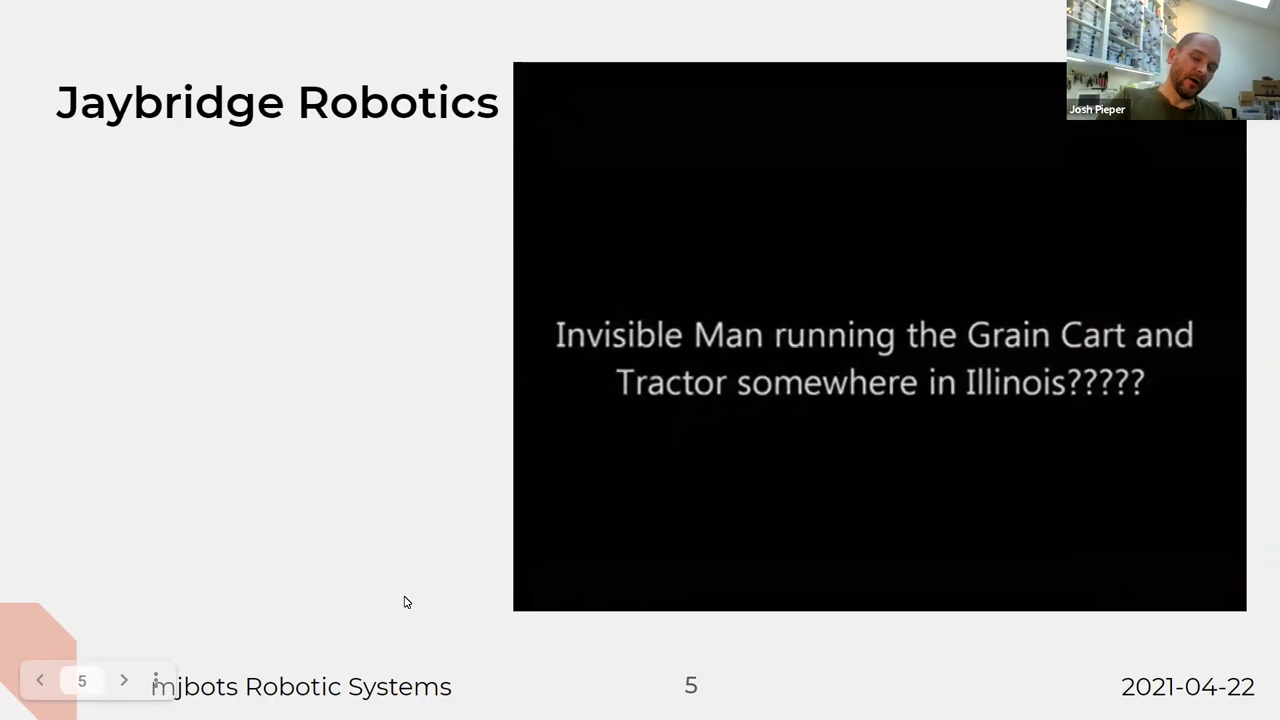 Jaybridge Robotics
Josh Pieper
Invisible Man running the Grain Cart and
Tractor somewhere in Illinois?????
5
mjbots Robotic Systems
5
2021-04-22